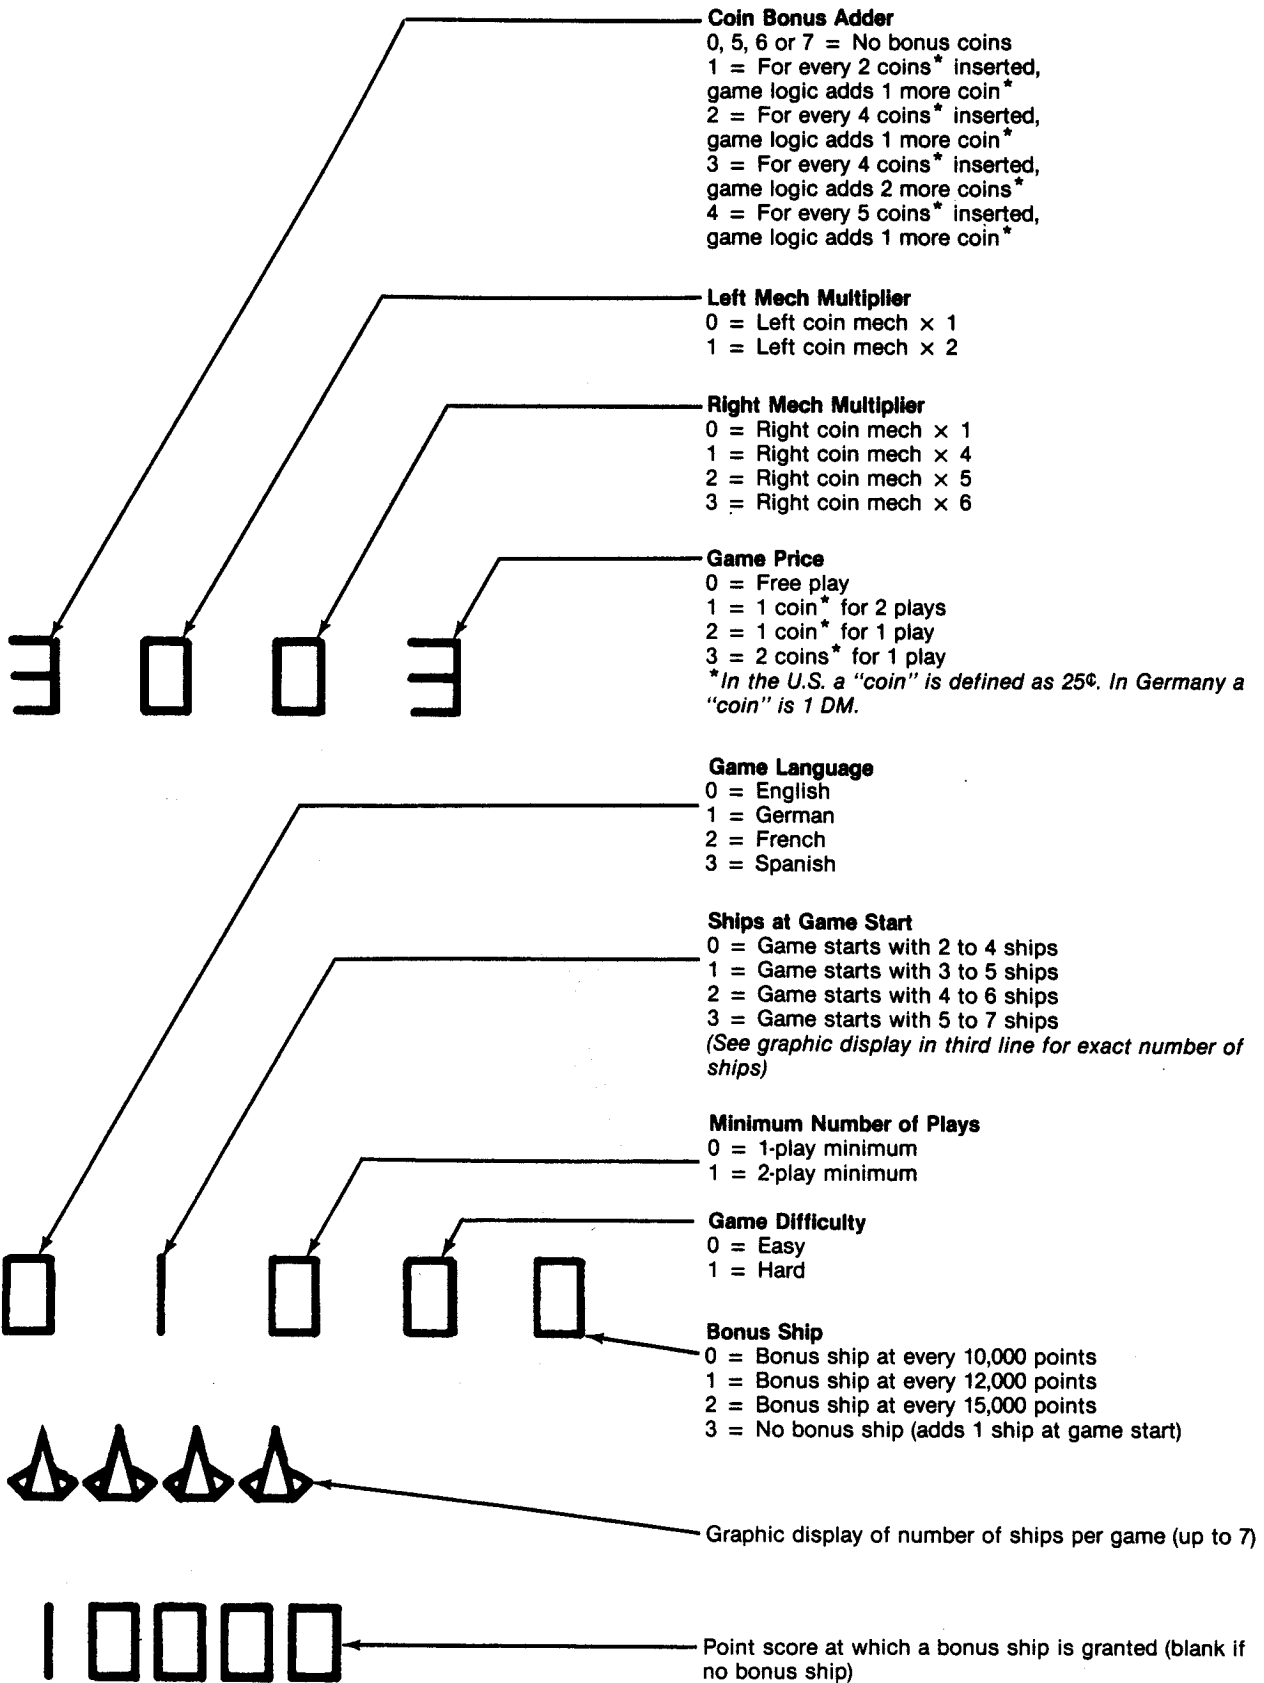 Coin Bonus Adder
0, 5, 6 or 7 = No bonus coins
1 = For every 2 coins* inserted,
game logic adds 1 more coin*
2 = For every 4 coins* inserted,
game logic adds 1 more coin*
3 = For every 4 coins* inserted,
game logic adds 2 more coins*
4 = For every 5 coins* inserted,
game logic adds 1 more coin*
Left Mech Multiplier
0 = Left coin mech × 1
1 = Left coin mech × 2
Right Mech Multiplier
0 = Right coin mech × 1
1 = Right coin mech × 4
2 = Right coin mech × 5
3 = Right coin mech × 6
Game Price
0 = Free play
1 = 1 coin* for 2 plays
2 = 1 coin* for 1 play
3 = 2 coins* for 1 play
*In the U.S. a "coin" is defined as 25¢. In Germany a
"coin" is 1 DM.
3 0 0 3
Game Language
0 = English
1 = German
2 = French
3 = Spanish
Ships at Game Start
0 = Game starts with 2 to 4 ships
1 = Game starts with 3 to 5 ships
2 = Game starts with 4 to 6 ships
3 = Game starts with 5 to 7 ships
(See graphic display in third line for exact number of
ships)
Minimum Number of Plays
0 = 1-play minimum
1 = 2-play minimum
Game Difficulty
0 = Easy
1 = Hard
0 1 0 0 0
Bonus Ship
0 = Bonus ship at every 10,000 points
1 = Bonus ship at every 12,000 points
2 = Bonus ship at every 15,000 points
3 = No bonus ship (adds 1 ship at game start)
Graphic display of number of ships per game (up to 7)
10000
Point score at which a bonus ship is granted (blank if
no bonus ship)